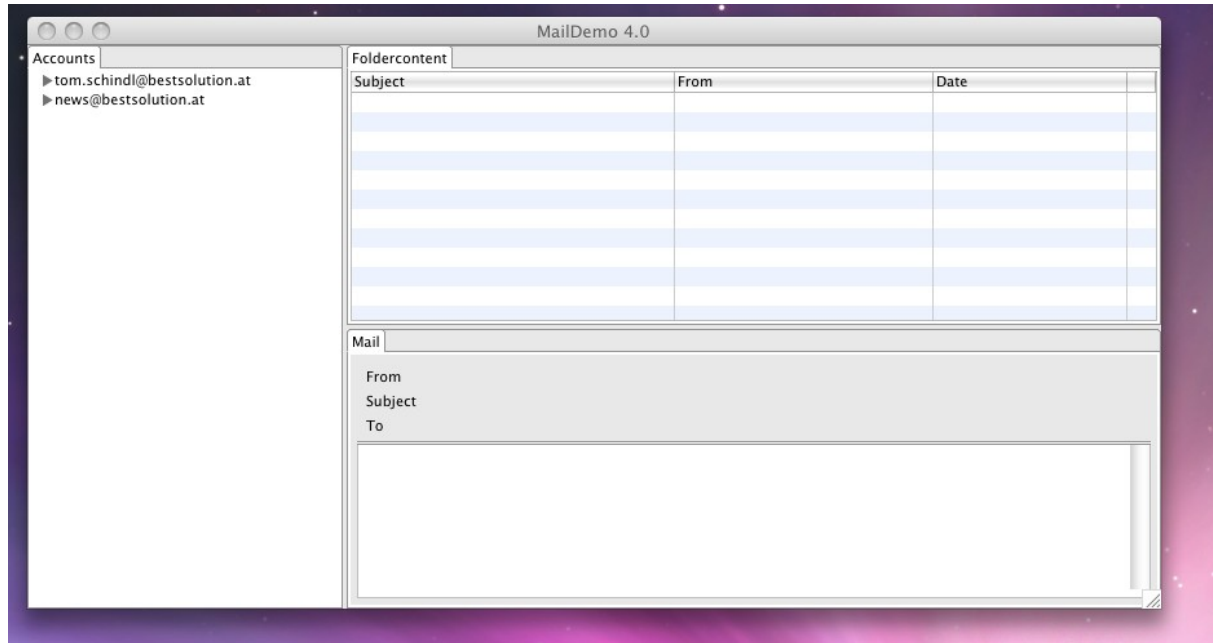 MailDemo 4.0
Accounts
tom.schindl@bestsolution.at
news@bestsolution.at
Foldercontent
Subject From Date
Mail
From
Subject
To